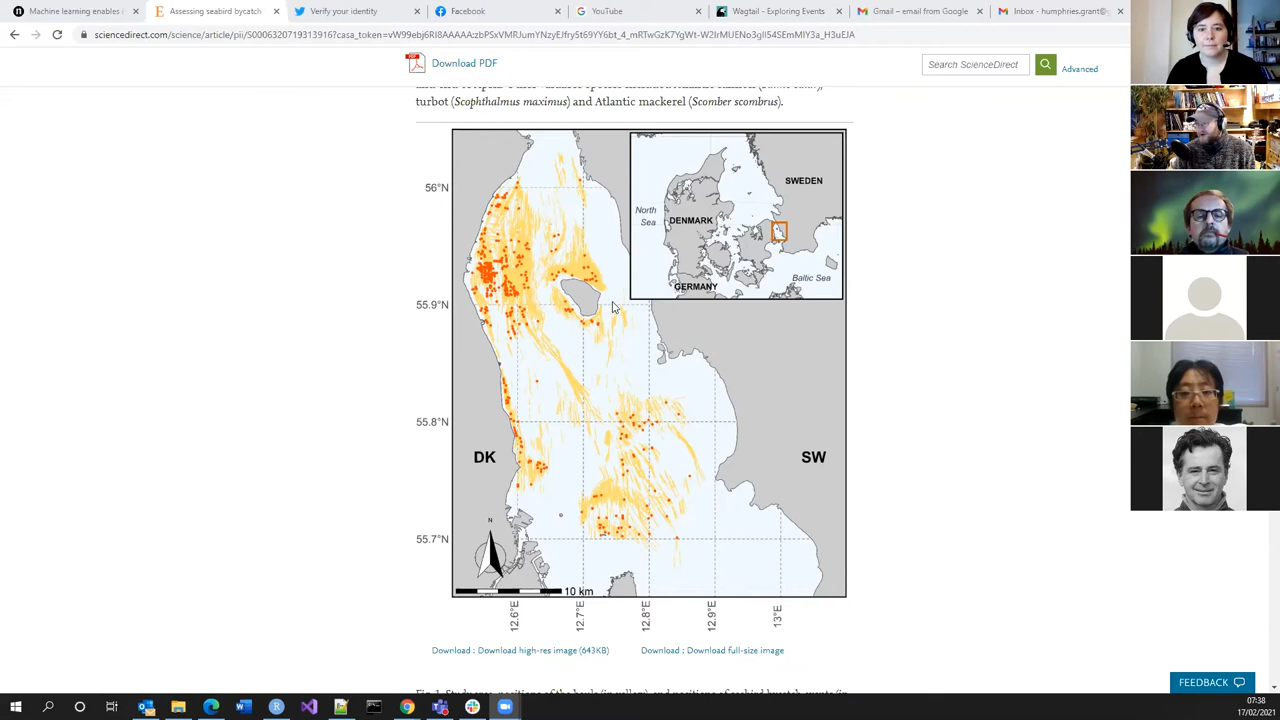 Machine learning enables i
Assessing seabird bycatch
Verify your identity
Facebook
YouTube
Wagtail - Exploring Events
Gmail – email from Google
Inbox - humphries.grant@g
Download PDF
Search ScienceDirect
Advanced
turbot (Scophthalmus maximus) and Atlantic mackerel (Scomber scombrus).
56°N
55.9°N
55.8°N
55.7°N
SWEDEN
North
Sea
DENMARK
Baltic Sea
GERMANY
DK
SW
N
10 km
12.6°E
12.7°E
12.8°E
12.9°E
13°E
Download : Download high-res image (643KB)
Download : Download full-size image
FEEDBACK
07:38
17/02/2021